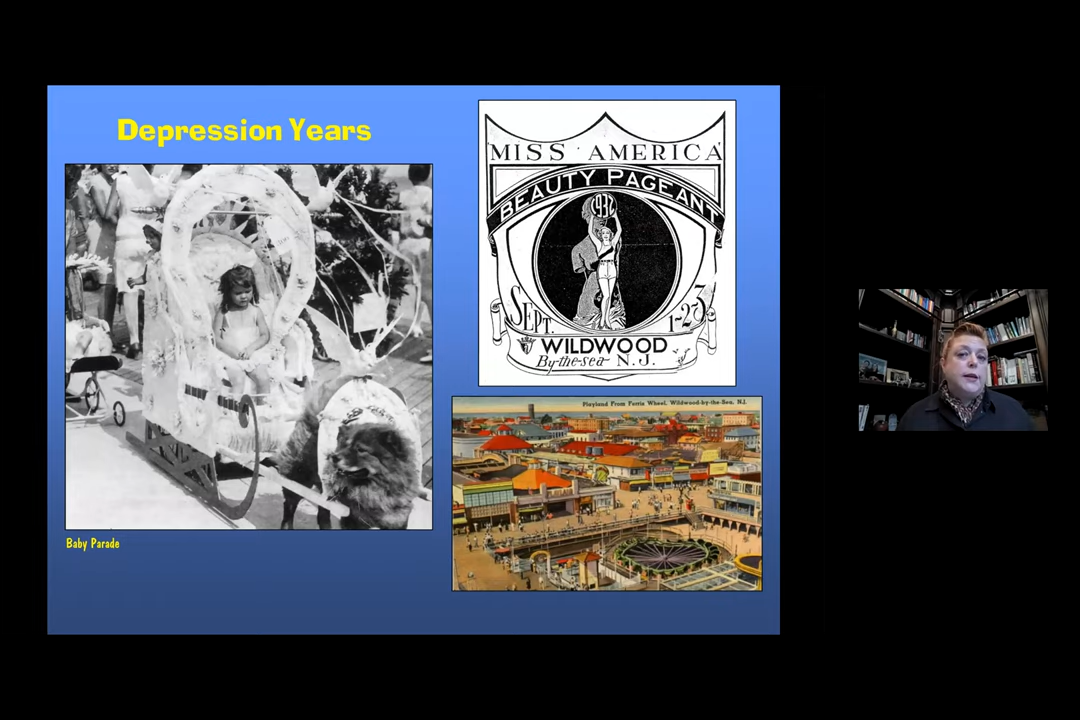 Depression Years
Baby Parade
MISS AMERICA
BEAUTY PAGEANT
1932
SEPT. 1-2-3
WILDWOOD
By-the-sea N.J.
Playland From Ferris Wheel, Wildwood-by-the-Sea, N.J.